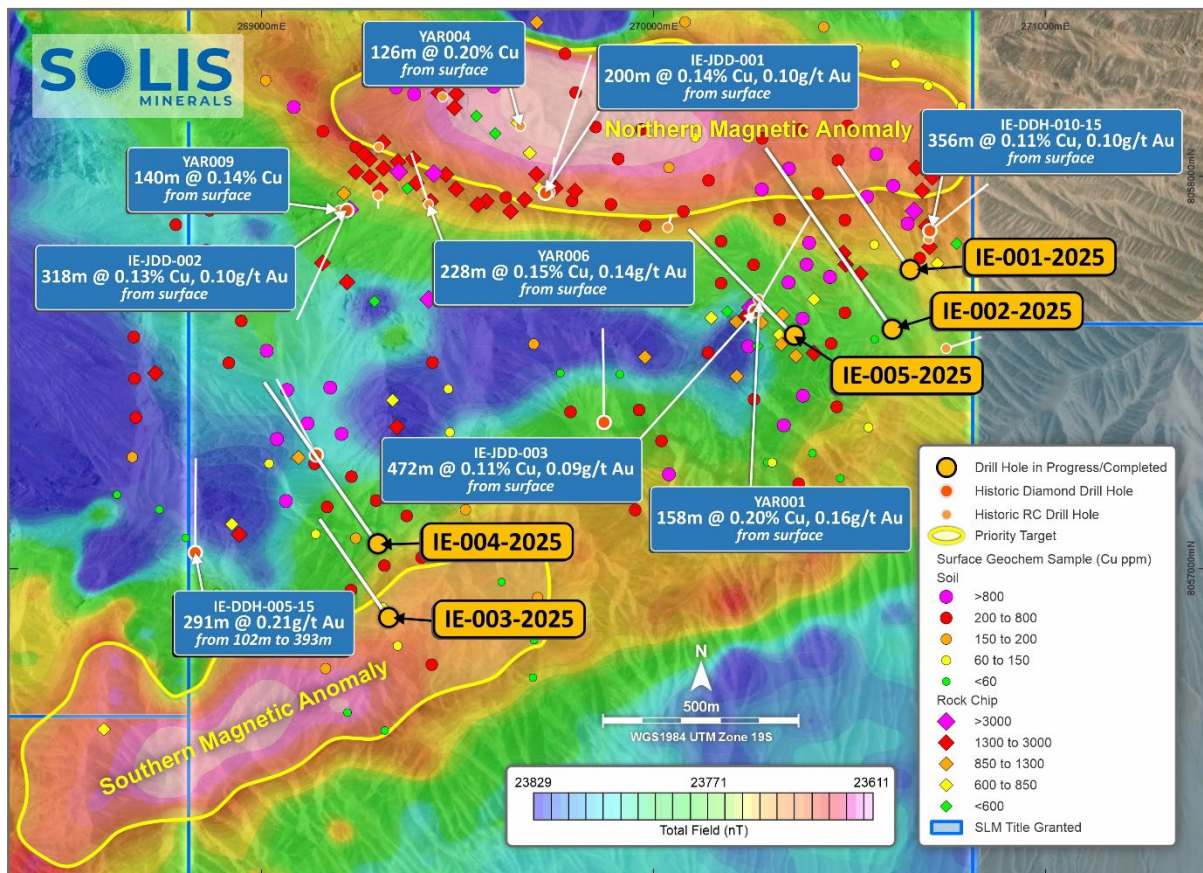 269000mE
270000mE
271000mE
SOLIS
MINERALS
YAR004
126m @ 0.20% Cu
from surface
IE-JDD-001
200m @ 0.14% Cu, 0.10g/t Au
from surface
Northern Magnetic Anomaly
IE-DDH-010-15
356m @ 0.11% Cu, 0.10g/t Au
from surface
8058000mN
YAR009
140m @ 0.14% Cu
from surface
IE-JDD-002
318m @ 0.13% Cu, 0.10g/t Au
from surface
YAR006
228m @ 0.15% Cu, 0.14g/t Au
from surface
IE-001-2025
IE-002-2025
IE-005-2025
IE-JDD-003
472m @ 0.11% Cu, 0.09g/t Au
from surface
YAR001
158m @ 0.20% Cu, 0.16g/t Au
from surface
IE-004-2025
IE-003-2025
IE-DDH-005-15
291m @ 0.21g/t Au
from 102m to 393m
Southern Magnetic Anomaly
8057000mN
N
500m
WGS1984 UTM Zone 19S
23829
23771
23611
Total Field (nT)
Drill Hole in Progress/Completed
Historic Diamond Drill Hole
Historic RC Drill Hole
Priority Target
Surface Geochem Sample (Cu ppm)
Soil
>800
200 to 800
150 to 200
60 to 150
<60
Rock Chip
>3000
1300 to 3000
850 to 1300
600 to 850
<600
SLM Title Granted